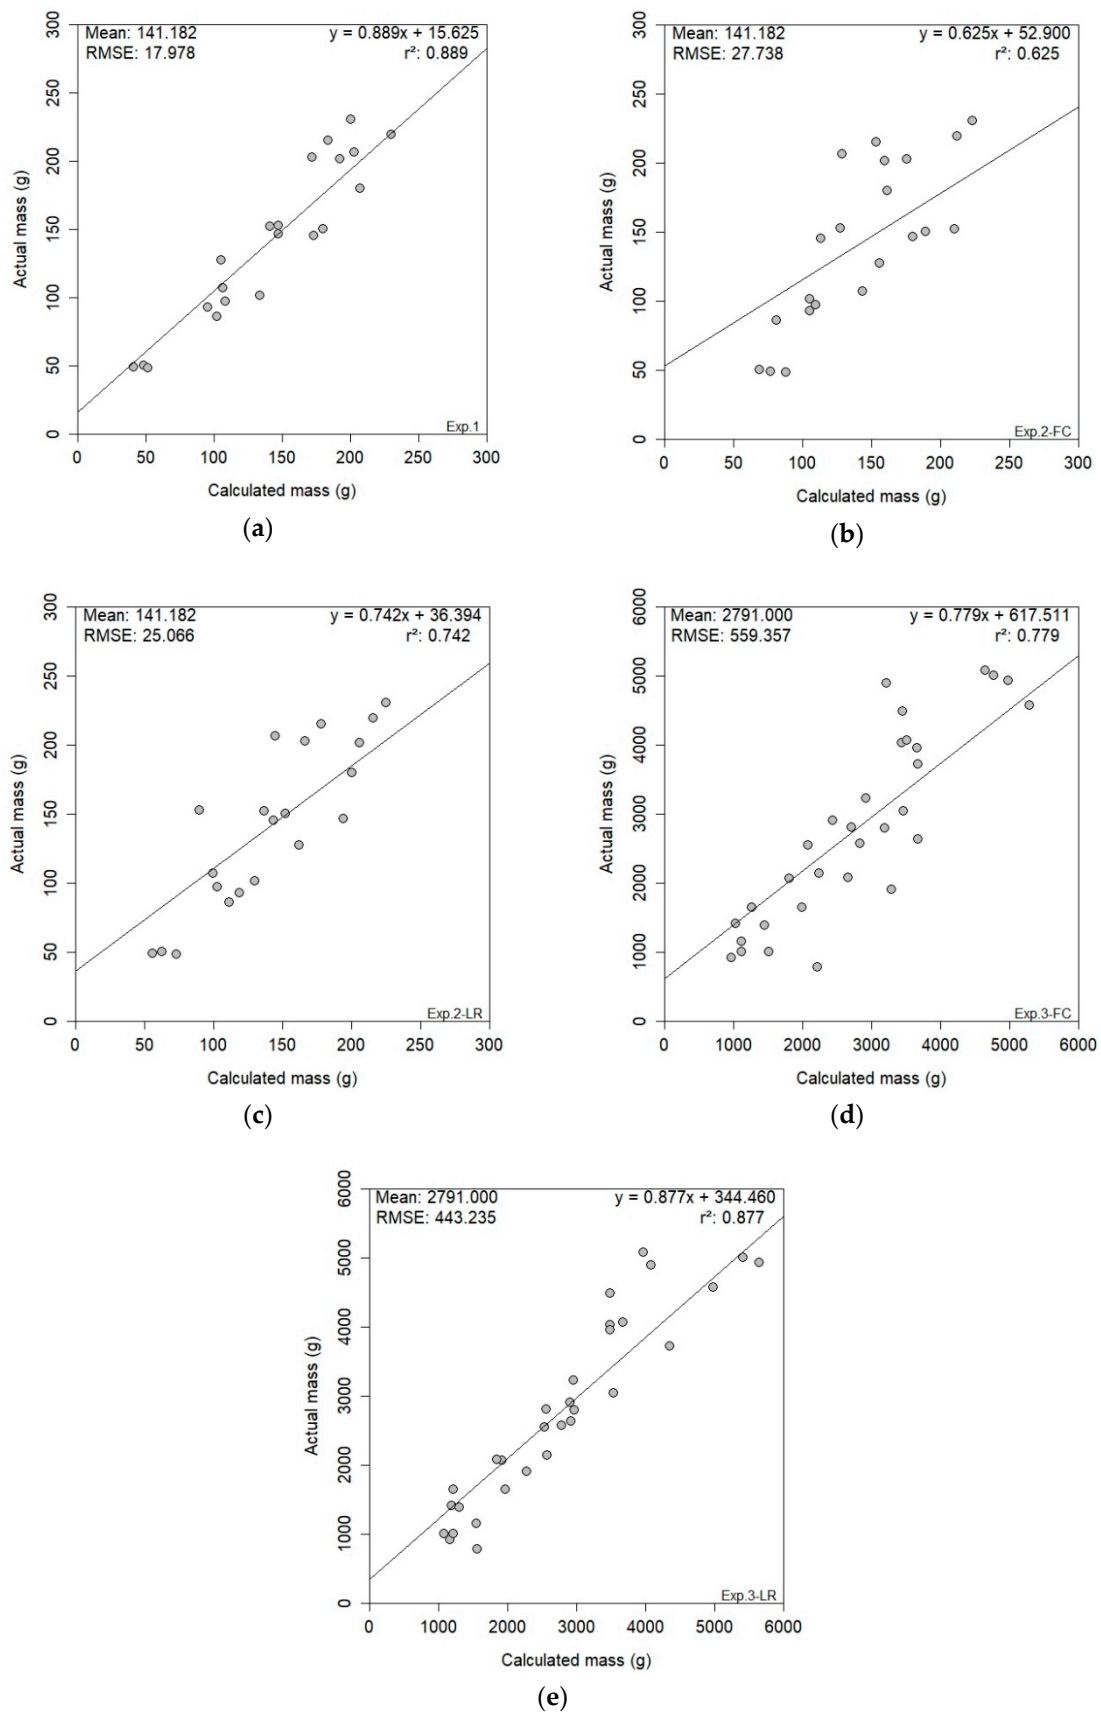 Mean: 141.182 y = 0.889x + 15.625
RMSE: 17.978 r²: 0.889
300
250
200
150
100
50
0
Actual mass (g)
Exp.1
0 50 100 150 200 250 300
Calculated mass (g)
(a)
Mean: 141.182 y = 0.625x + 52.900
RMSE: 27.738 r²: 0.625
300
250
200
150
100
50
0
Actual mass (g)
Exp.2-FC
0 50 100 150 200 250 300
Calculated mass (g)
(b)
Mean: 141.182 y = 0.742x + 36.394
RMSE: 25.066 r²: 0.742
300
250
200
150
100
50
0
Actual mass (g)
Exp.2-LR
0 50 100 150 200 250 300
Calculated mass (g)
(c)
Mean: 2791.000 y = 0.779x + 617.511
RMSE: 559.357 r²: 0.779
6000
5000
4000
3000
2000
1000
0
Actual mass (g)
Exp.3-FC
0 1000 2000 3000 4000 5000 6000
Calculated mass (g)
(d)
Mean: 2791.000 y = 0.877x + 344.460
RMSE: 443.235 r²: 0.877
6000
5000
4000
3000
2000
1000
0
Actual mass (g)
Exp.3-LR
0 1000 2000 3000 4000 5000 6000
Calculated mass (g)
(e)